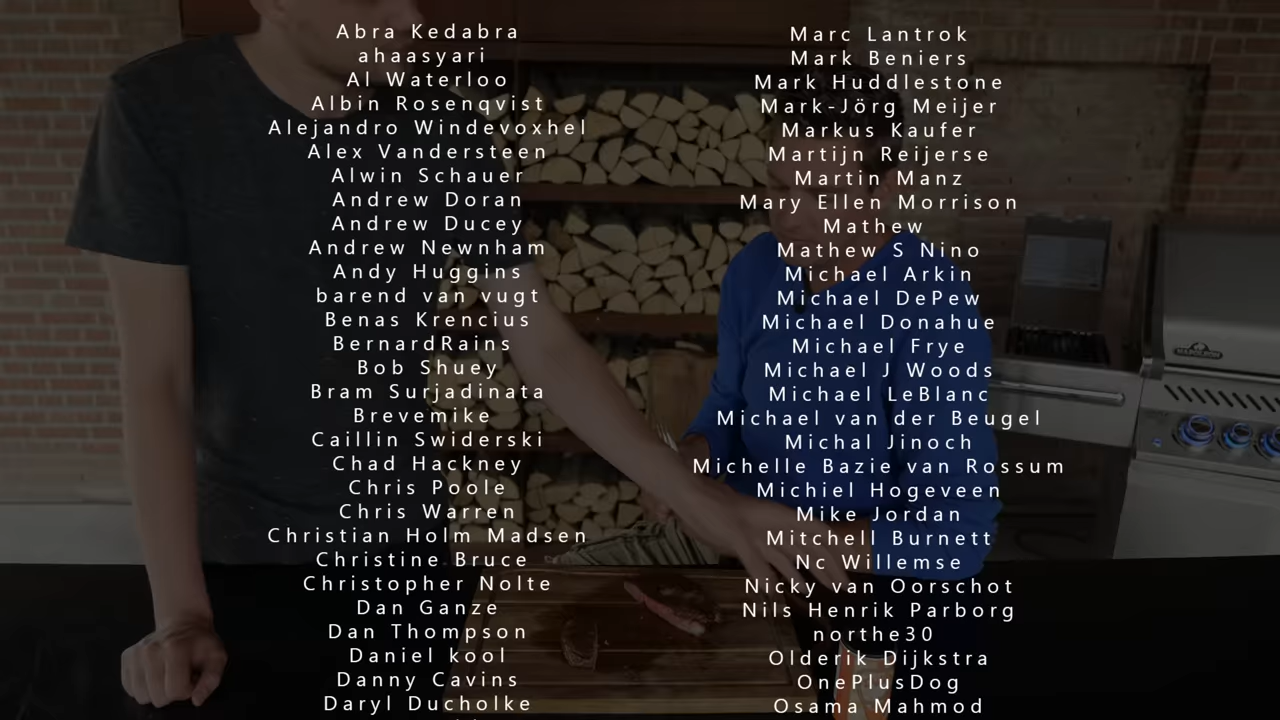 Abra Kedabra
ahaasyari
Al Waterloo
Albin Rosenqvist
Alejandro Windevoxhel
Alex Vandersteen
Alwin Schauer
Andrew Doran
Andrew Ducey
Andrew Newnham
Andy Huggins
barend van vugt
Benas Krencius
BernardRains
Bob Shuey
Bram Surjadinata
Brevemike
Caillin Swiderski
Chad Hackney
Chris Poole
Chris Warren
Christian Holm Madsen
Christine Bruce
Christopher Nolte
Dan Ganze
Dan Thompson
Daniel kool
Danny Cavins
Daryl Ducholke
Marc Lantrok
Mark Beniers
Mark Huddlestone
Mark-Jörg Meijer
Markus Kaufer
Martijn Reijerse
Martin Manz
Mary Ellen Morrison
Mathew
Mathew S Nino
Michael Arkin
Michael DePew
Michael Donahue
Michael Frye
Michael J Woods
Michael LeBlanc
Michael van der Beugel
Michal Jinoch
Michelle Bazie van Rossum
Michiel Hogeveen
Mike Jordan
Mitchell Burnett
Nc Willemse
Nicky van Oorschot
Nils Henrik Parborg
northe30
Olderik Dijkstra
OnePlusDog
Osama Mahmod
NAPOLEON